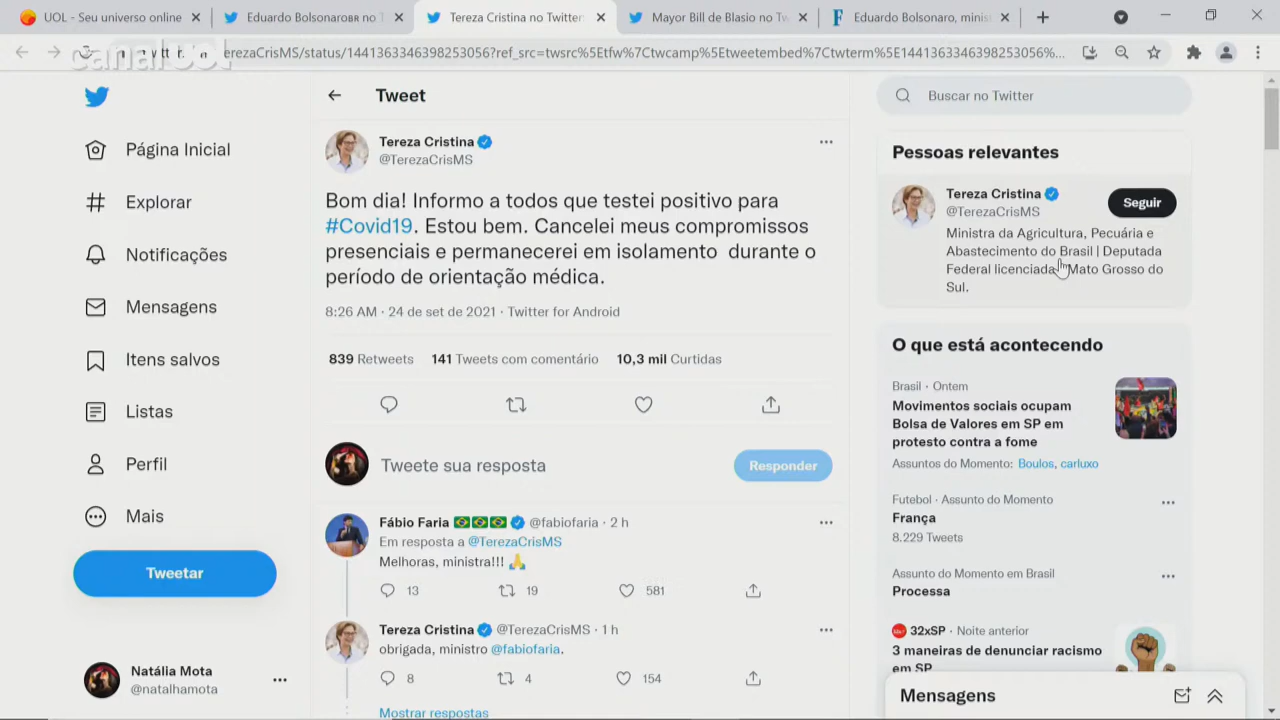 UOL - Seu universo online
Eduardo Bolsonaroʙʀ no T
Tereza Cristina no Twitter
Mayor Bill de Blasio no Tw
Eduardo Bolsonaro, minis
canal uol
erezaCrisMS/status/1441363346398253056?ref_src=twsrc%5Etfw%7Ctwcamp%5Etweetembed%7Ctwterm%5E1441363346398253056%...
Tweet
Buscar no Twitter
Página Inicial
Explorar
Notificações
Mensagens
Itens salvos
Listas
Perfil
Mais
Tweetar
Natália Mota
@natalhamota
Tereza Cristina
@TerezaCrisMS
Bom dia! Informo a todos que testei positivo para
#Covid19. Estou bem. Cancelei meus compromissos
presenciais e permanecerei em isolamento durante o
período de orientação médica.
8:26 AM · 24 de set de 2021 · Twitter for Android
839 Retweets 141 Tweets com comentário 10,3 mil Curtidas
Tweete sua resposta
Responder
Fábio Faria 🇧🇷🇧🇷🇧🇷 @fabiofaria · 2 h
Em resposta a @TerezaCrisMS
Melhoras, ministra!!! 🙏
13 19 581
Tereza Cristina @TerezaCrisMS · 1 h
obrigada, ministro @fabiofaria.
8 4 154
Mostrar respostas
Pessoas relevantes
Tereza Cristina
@TerezaCrisMS
Seguir
Ministra da Agricultura, Pecuária e
Abastecimento do Brasil | Deputada
Federal licenciada Mato Grosso do
Sul.
O que está acontecendo
Brasil · Ontem
Movimentos sociais ocupam
Bolsa de Valores em SP em
protesto contra a fome
Assuntos do Momento: Boulos, carluxo
Futebol · Assunto do Momento
França
8.229 Tweets
Assunto do Momento em Brasil
Processa
32xSP · Noite anterior
3 maneiras de denunciar racismo
em SP
Mensagens